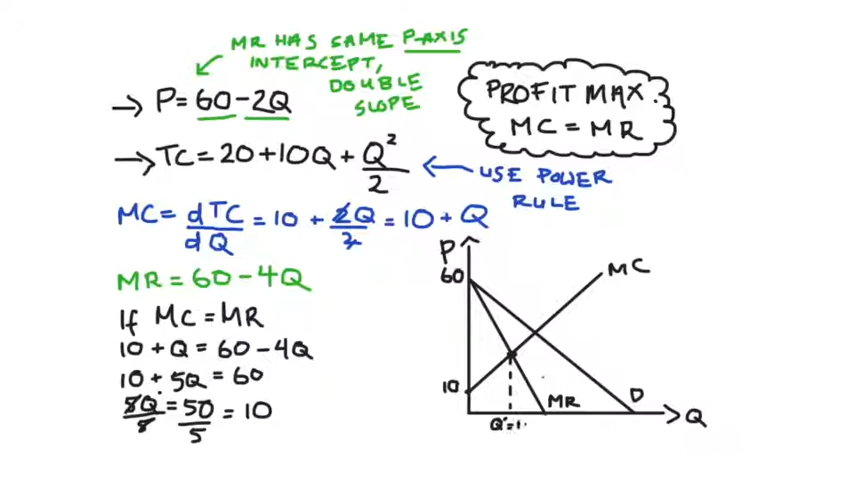 MR HAS SAME P-AXIS
INTERCEPT,
DOUBLE
SLOPE
→ P = 60 - 2Q
PROFIT MAX.
MC = MR
→ TC = 20 + 10Q + Q²/2
← USE POWER
RULE
MC = dTC/dQ = 10 + 2Q/2 = 10 + Q
MR = 60 - 4Q
If MC = MR
10 + Q = 60 - 4Q
10 + 5Q = 60
5Q/5 = 50/5 = 10
P
60
MC
10
MR
D
Q
Q*=1